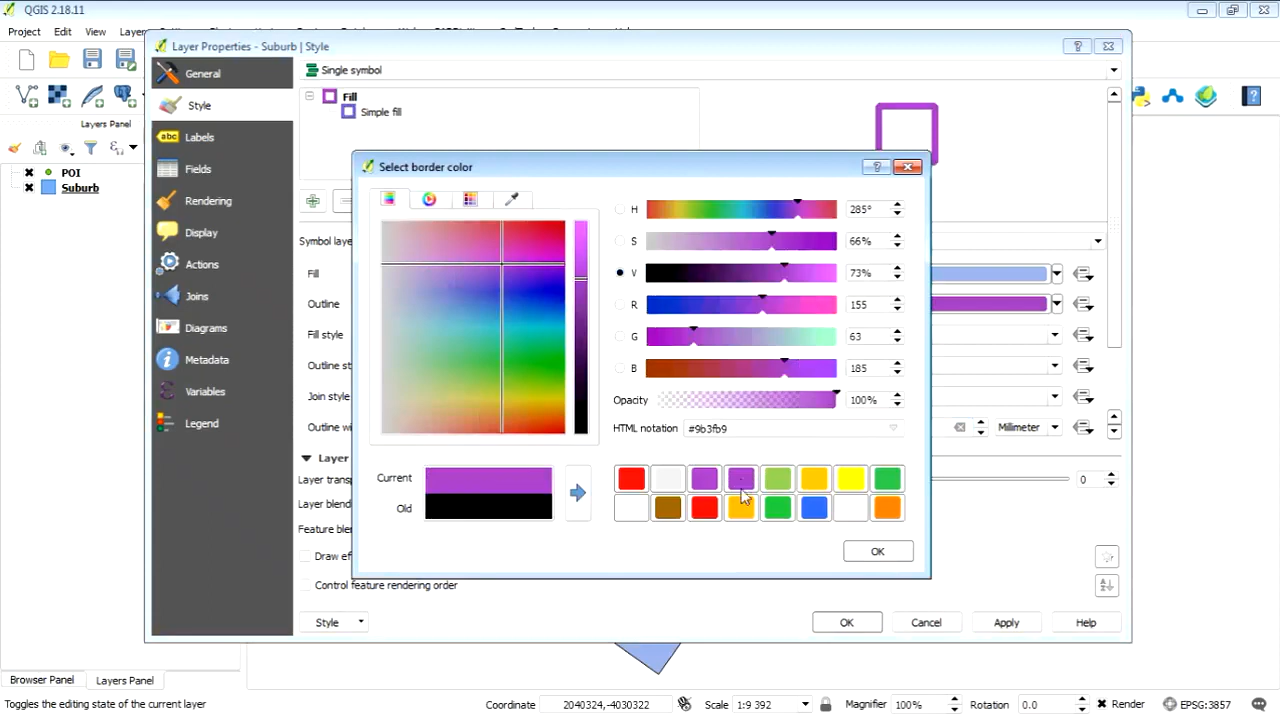 QGIS 2.18.11
Project Edit View Laye
Layer Properties - Suburb | Style
General
Style
Labels
Fields
Rendering
Display
Actions
Joins
Diagrams
Metadata
Variables
Legend
Layers Panel
POI
Suburb
Single symbol
Fill
Simple fill
Symbol laye
Fill
Outline
Fill style
Outline st
Join style
Outline wi
Millimeter
Layer
Layer transp
0
Layer blend
Feature ble
Draw eff
Control feature rendering order
Select border color
H 285°
S 66%
V 73%
R 155
G 63
B 185
Opacity 100%
HTML notation #9b3fb9
Current
Old
OK
Style OK Cancel Apply Help
Browser Panel Layers Panel
Toggles the editing state of the current layer Coordinate 2040324,-4030322 Scale 1:9 392 Magnifier 100% Rotation 0.0 Render EPSG:3857